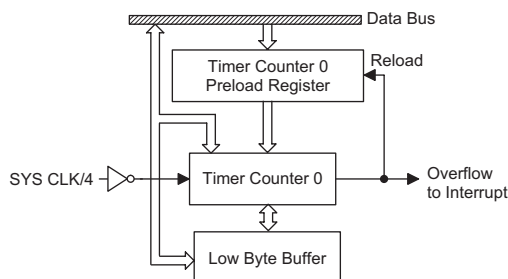 Data Bus
Timer Counter 0
Preload Register
Reload
SYS CLK/4
Timer Counter 0
Overflow
to Interrupt
Low Byte Buffer